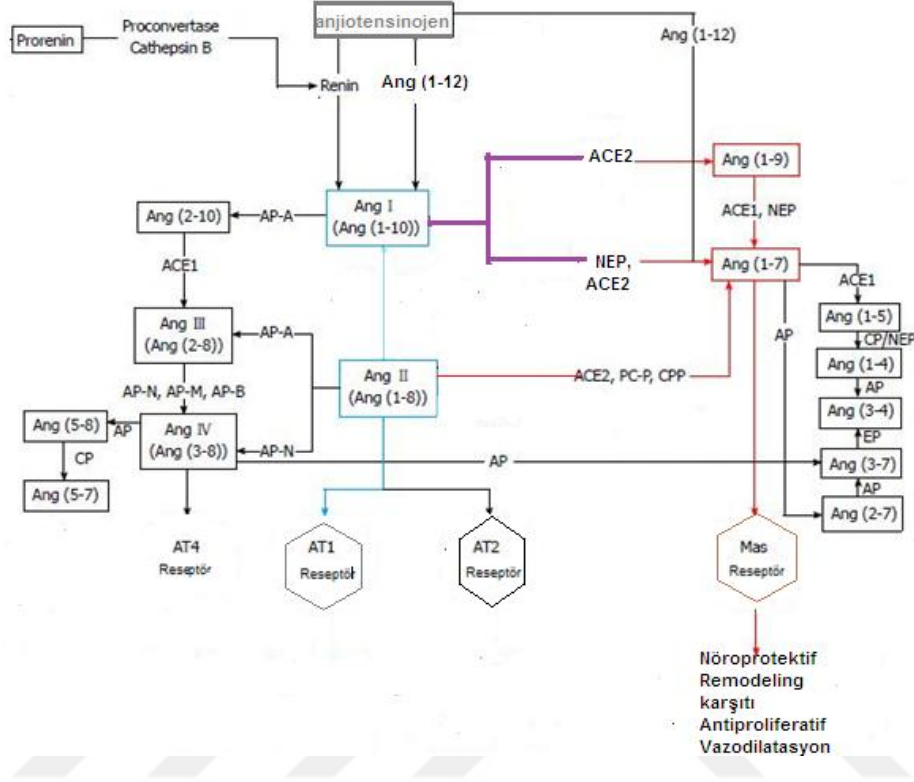 anjiotensinojen
Proconvertase
Cathepsin B
Prorenin
Ang (1-12)
Renin
Ang (1-12)
ACE2
Ang (1-9)
ACE1, NEP
Ang (2-10)
AP-A
Ang I
(Ang (1-10))
NEP,
ACE2
Ang (1-7)
ACE1
ACE1
Ang III
(Ang (2-8))
AP-A
AP
Ang (1-5)
CP/NEP
Ang (1-4)
Ang II
(Ang (1-8))
ACE2, PC-P, CPP
AP
AP-N, AP-M, AP-B
Ang (3-4)
Ang (5-8)
AP
Ang IV
(Ang (3-8))
AP-N
EP
CP
AP
Ang (3-7)
AP
Ang (5-7)
Ang (2-7)
AT4
Reseptör
AT1
Reseptör
AT2
Reseptör
Mas
Reseptör
Nöroprotektif
Remodeling
karşıtı
Antiproliferatif
Vazodilatasyon